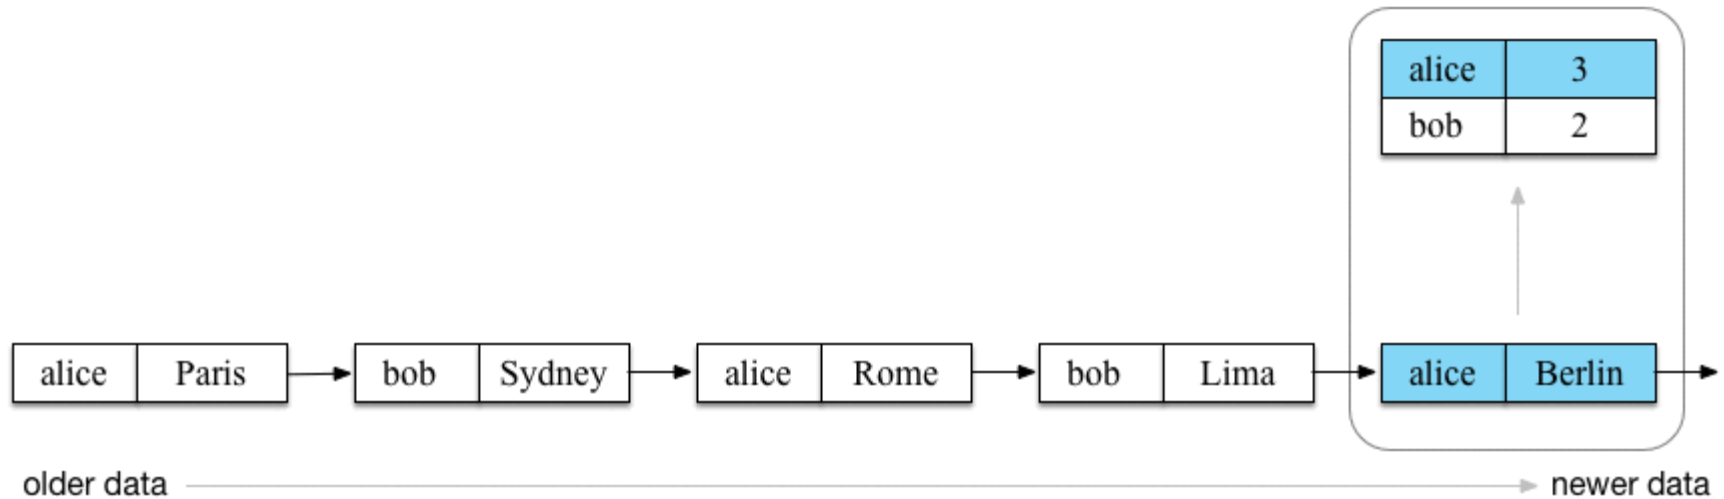 alice 3
bob 2
alice Paris bob Sydney alice Rome bob Lima alice Berlin
older data newer data